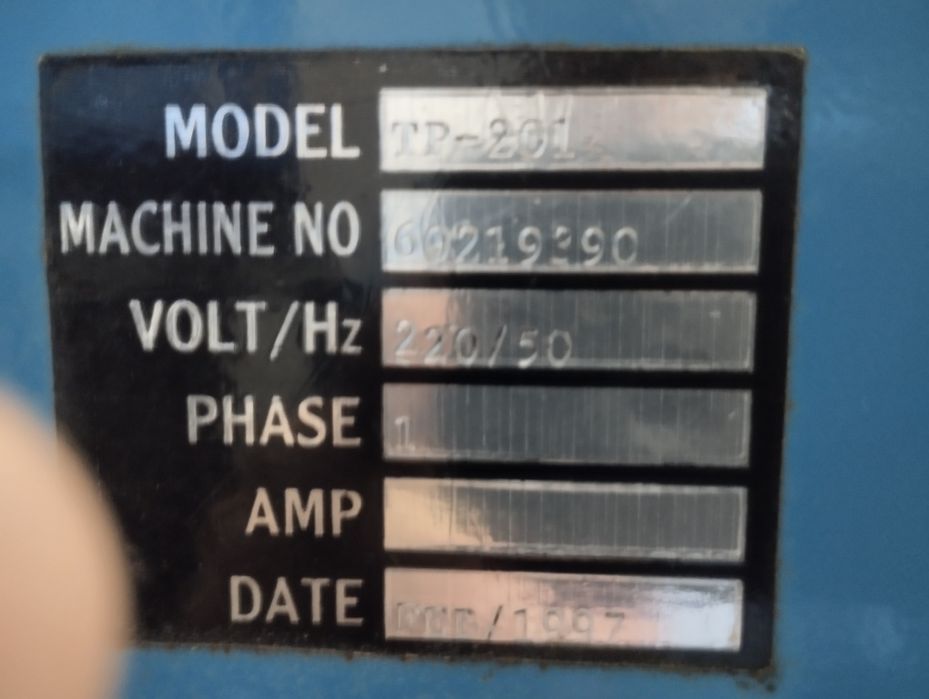 MODEL TP-201
MACHINE NO 60219390
VOLT/Hz 220/50
PHASE 1
AMP
DATE /1997